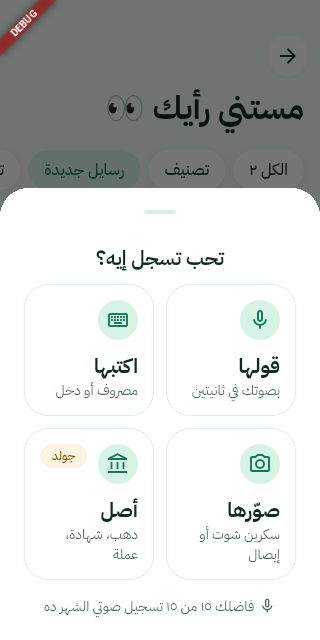 DEBUG
مستني رأيك 👀
الكل ٢
تصنيف
رسايل جديدة
تحب تسجل إيه؟
قولها
بصوتك في ثانيتين
اكتبها
مصروف أو دخل
صوّرها
سكرين شوت أو
إيصال
جولد
أصل
دهب، شهادة،
عملة
فاضلك ١٥ من ١٥ تسجيل صوتي الشهر ده